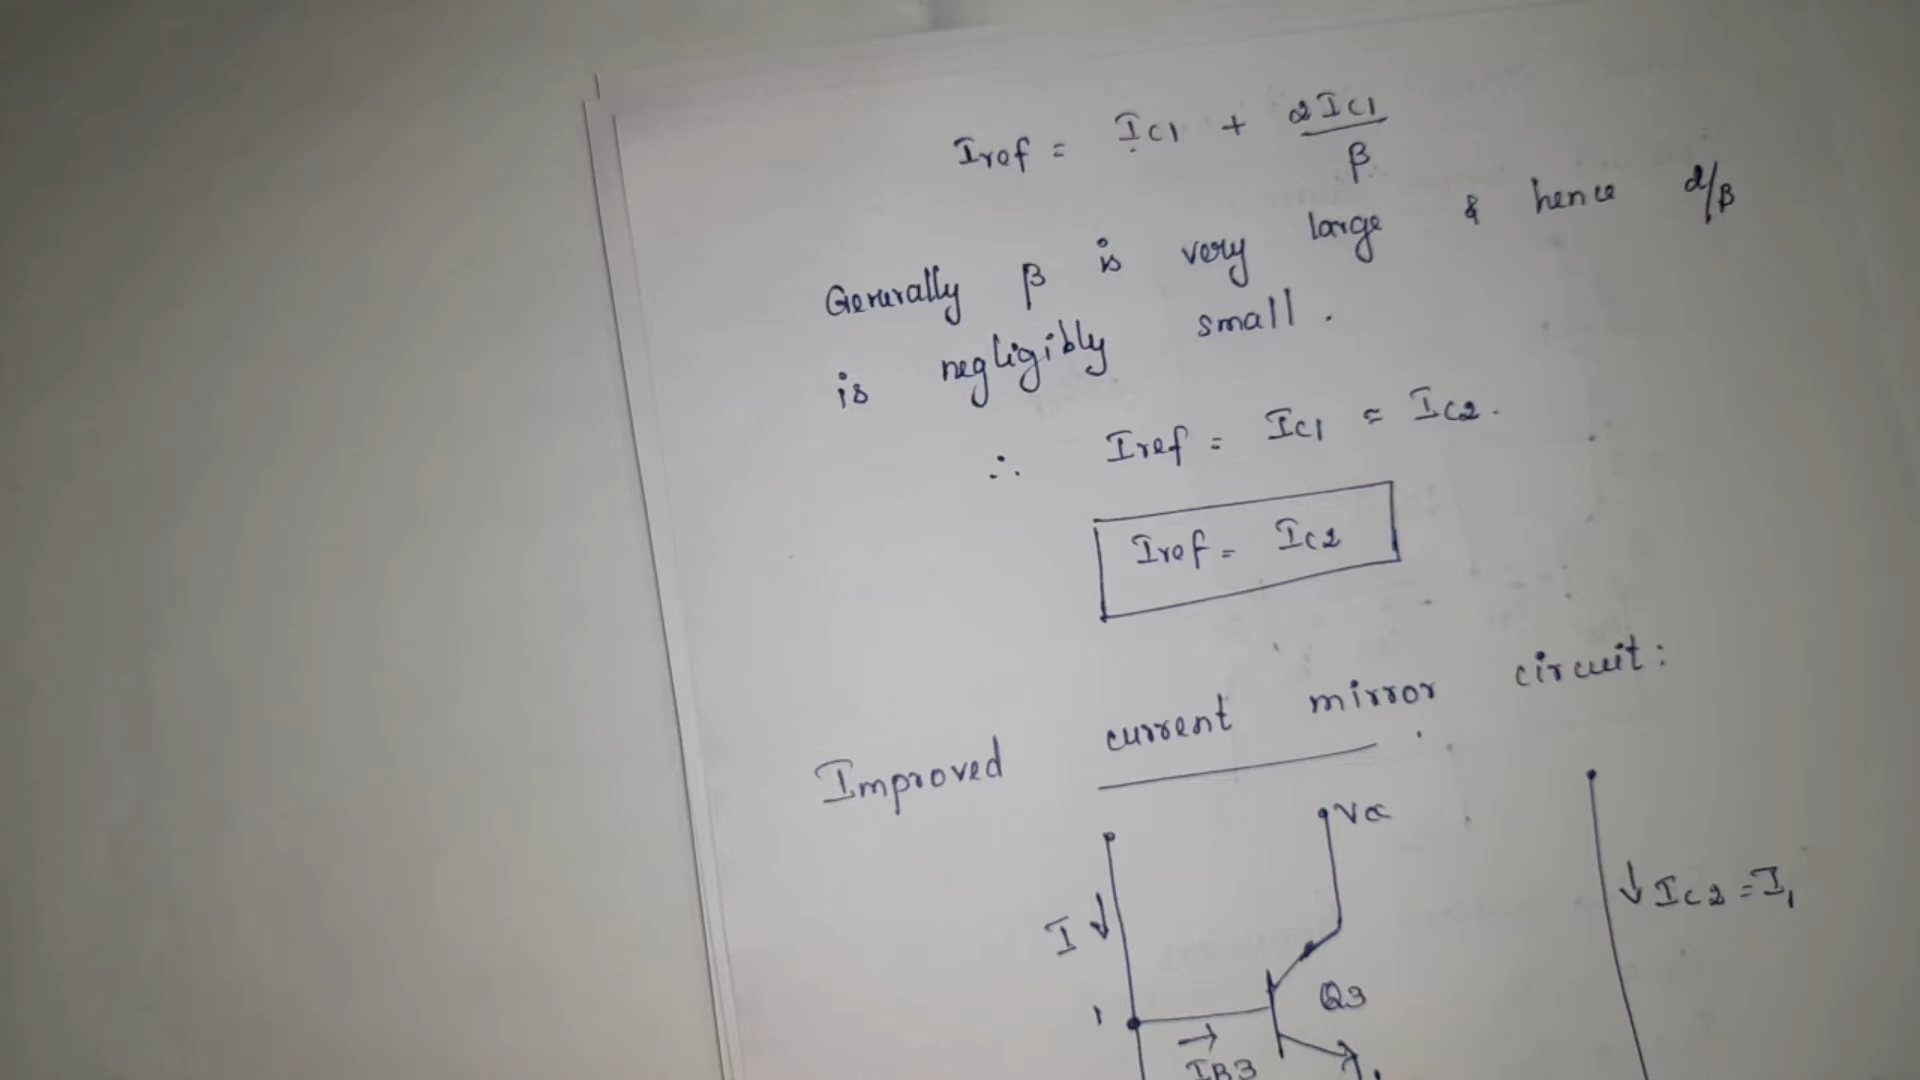 Iref = IC1 + 2IC1/β
Generally β is very large & hence 2/β
is negligibly small.
∴ Iref = IC1 = IC2.
Iref = IC2
Improved current mirror circuit:
Vcc
I ↓
↓ IC2 = I1
Q3
→
IB3